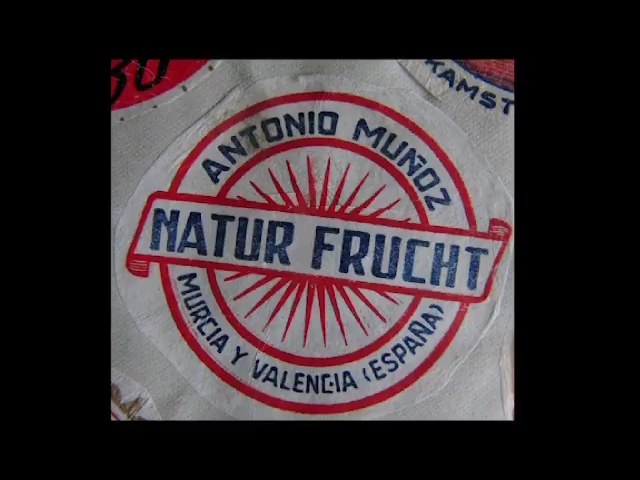 ANTONIO MUÑOZ
NATUR FRUCHT
MURCIA Y VALENCIA (ESPAÑA)
KAMST